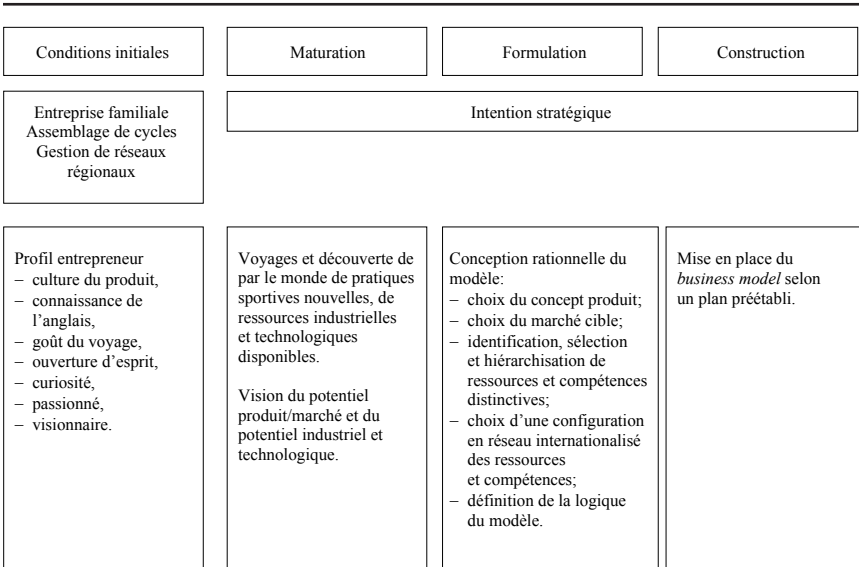 Conditions initiales
Maturation
Formulation
Construction
Entreprise familiale
Assemblage de cycles
Gestion de réseaux
régionaux
Intention stratégique
Profil entrepreneur
– culture du produit,
– connaissance de
l’anglais,
– goût du voyage,
– ouverture d’esprit,
– curiosité,
– passionné,
– visionnaire.
Voyages et découverte de
par le monde de pratiques
sportives nouvelles, de
ressources industrielles
et technologiques
disponibles.
Vision du potentiel
produit/marché et du
potentiel industriel et
technologique.
Conception rationnelle du
modèle:
– choix du concept produit;
– choix du marché cible;
– identification, sélection
et hiérarchisation de
ressources et compétences
distinctives;
– choix d’une configuration
en réseau internationalisé
des ressources
et compétences;
– définition de la logique
du modèle.
Mise en place du
business model selon
un plan préétabli.